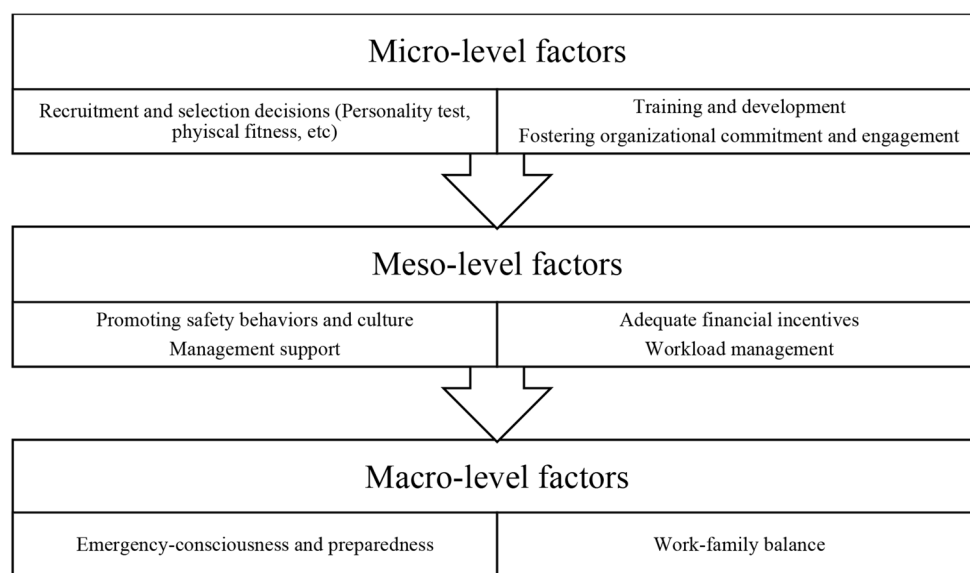 Micro-level factors
Recruitment and selection decisions (Personality test,
phyiscal fitness, etc)
Training and development
Fostering organizational commitment and engagement
Meso-level factors
Promoting safety behaviors and culture
Management support
Adequate financial incentives
Workload management
Macro-level factors
Emergency-consciousness and preparedness
Work-family balance